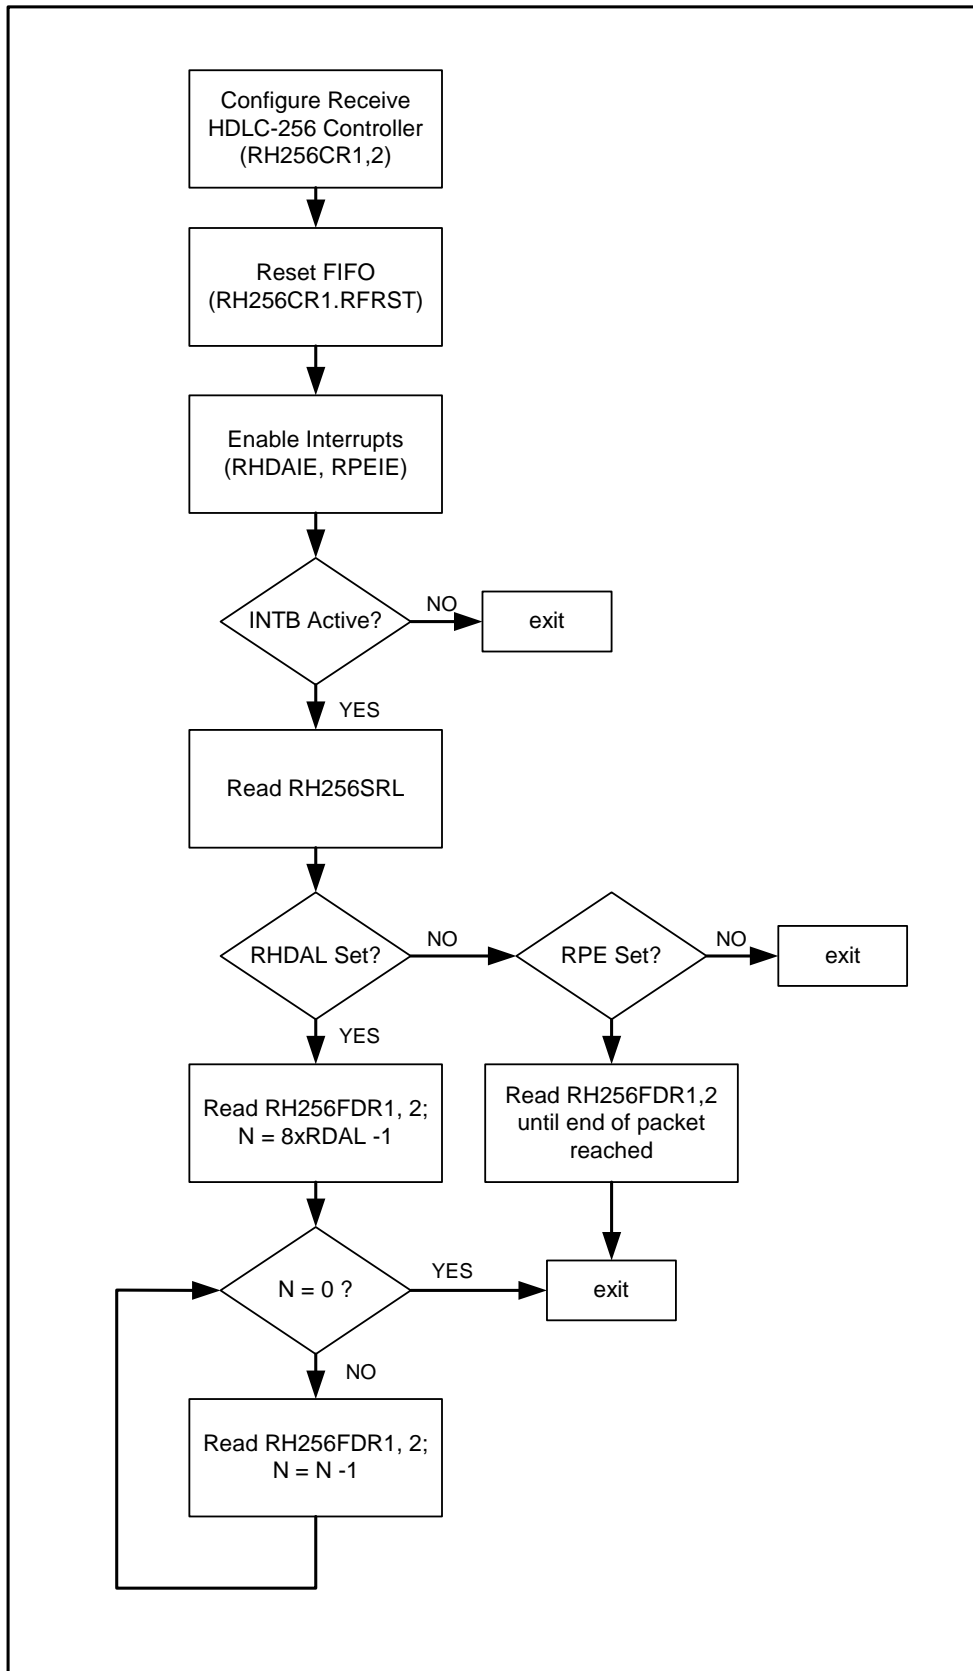 Configure Receive
HDLC-256 Controller
(RH256CR1,2)
Reset FIFO
(RH256CR1.RFRST)
Enable Interrupts
(RHDAIE, RPEIE)
INTB Active?
NO
exit
YES
Read RH256SRL
RHDAL Set?
NO
RPE Set?
NO
exit
YES
Read RH256FDR1, 2;
N = 8xRDAL -1
Read RH256FDR1,2
until end of packet
reached
N = 0 ?
YES
exit
NO
Read RH256FDR1, 2;
N = N -1